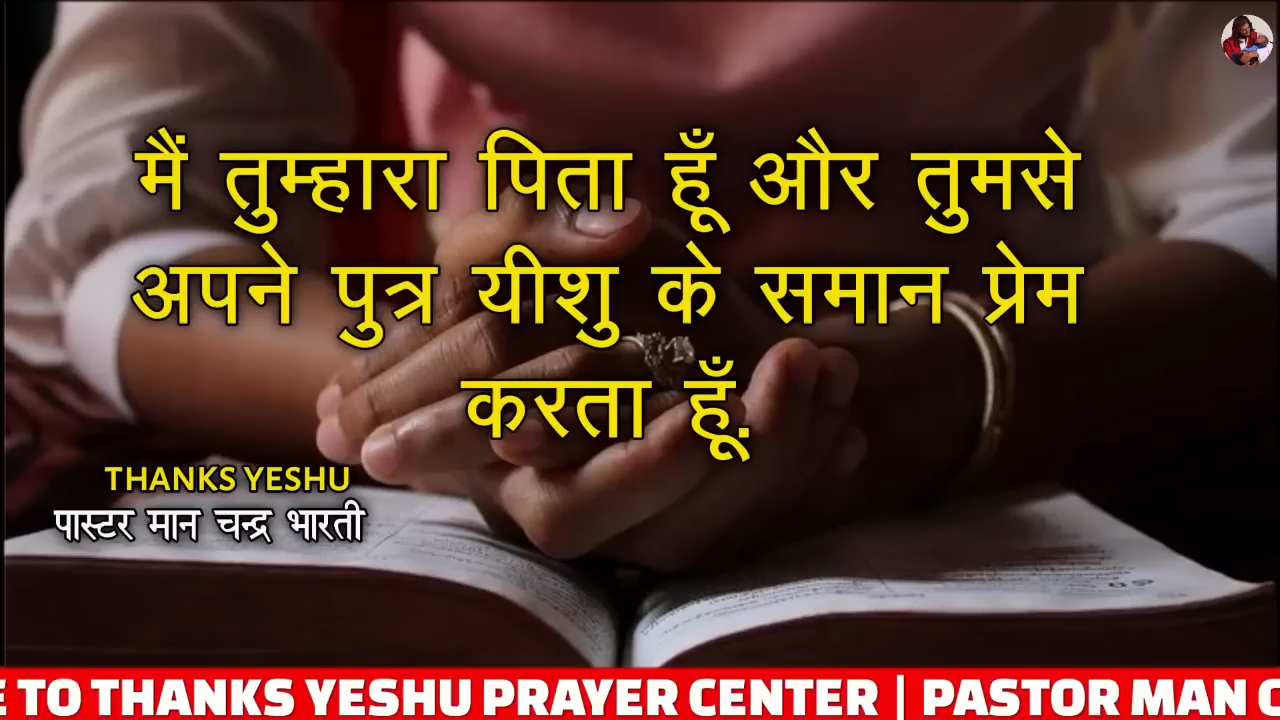 मैं तुम्हारा पिता हूँ और तुमसे
अपने पुत्र यीशु के समान प्रेम
करता हूँ.
THANKS YESHU
पास्टर मान चन्द्र भारती
E TO THANKS YESHU PRAYER CENTER | PASTOR MAN C